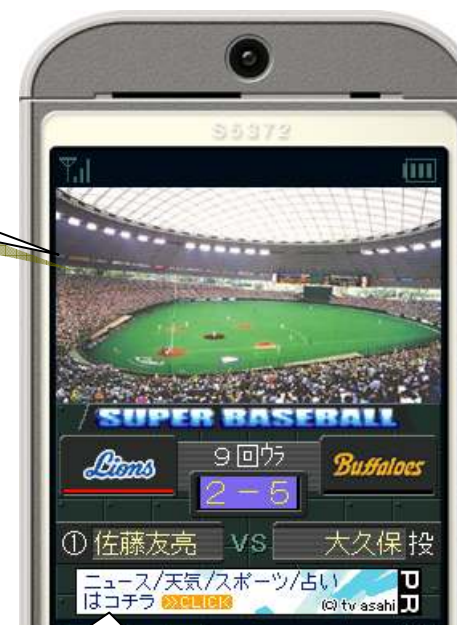 S5372
SUPER BASEBALL
Lions
9回ウラ
Buffaloes
2-5
① 佐藤友亮 VS 大久保 投
ニュース/天気/スポーツ/占い
はコチラ >>CLICK
(C) tv asahi
PR